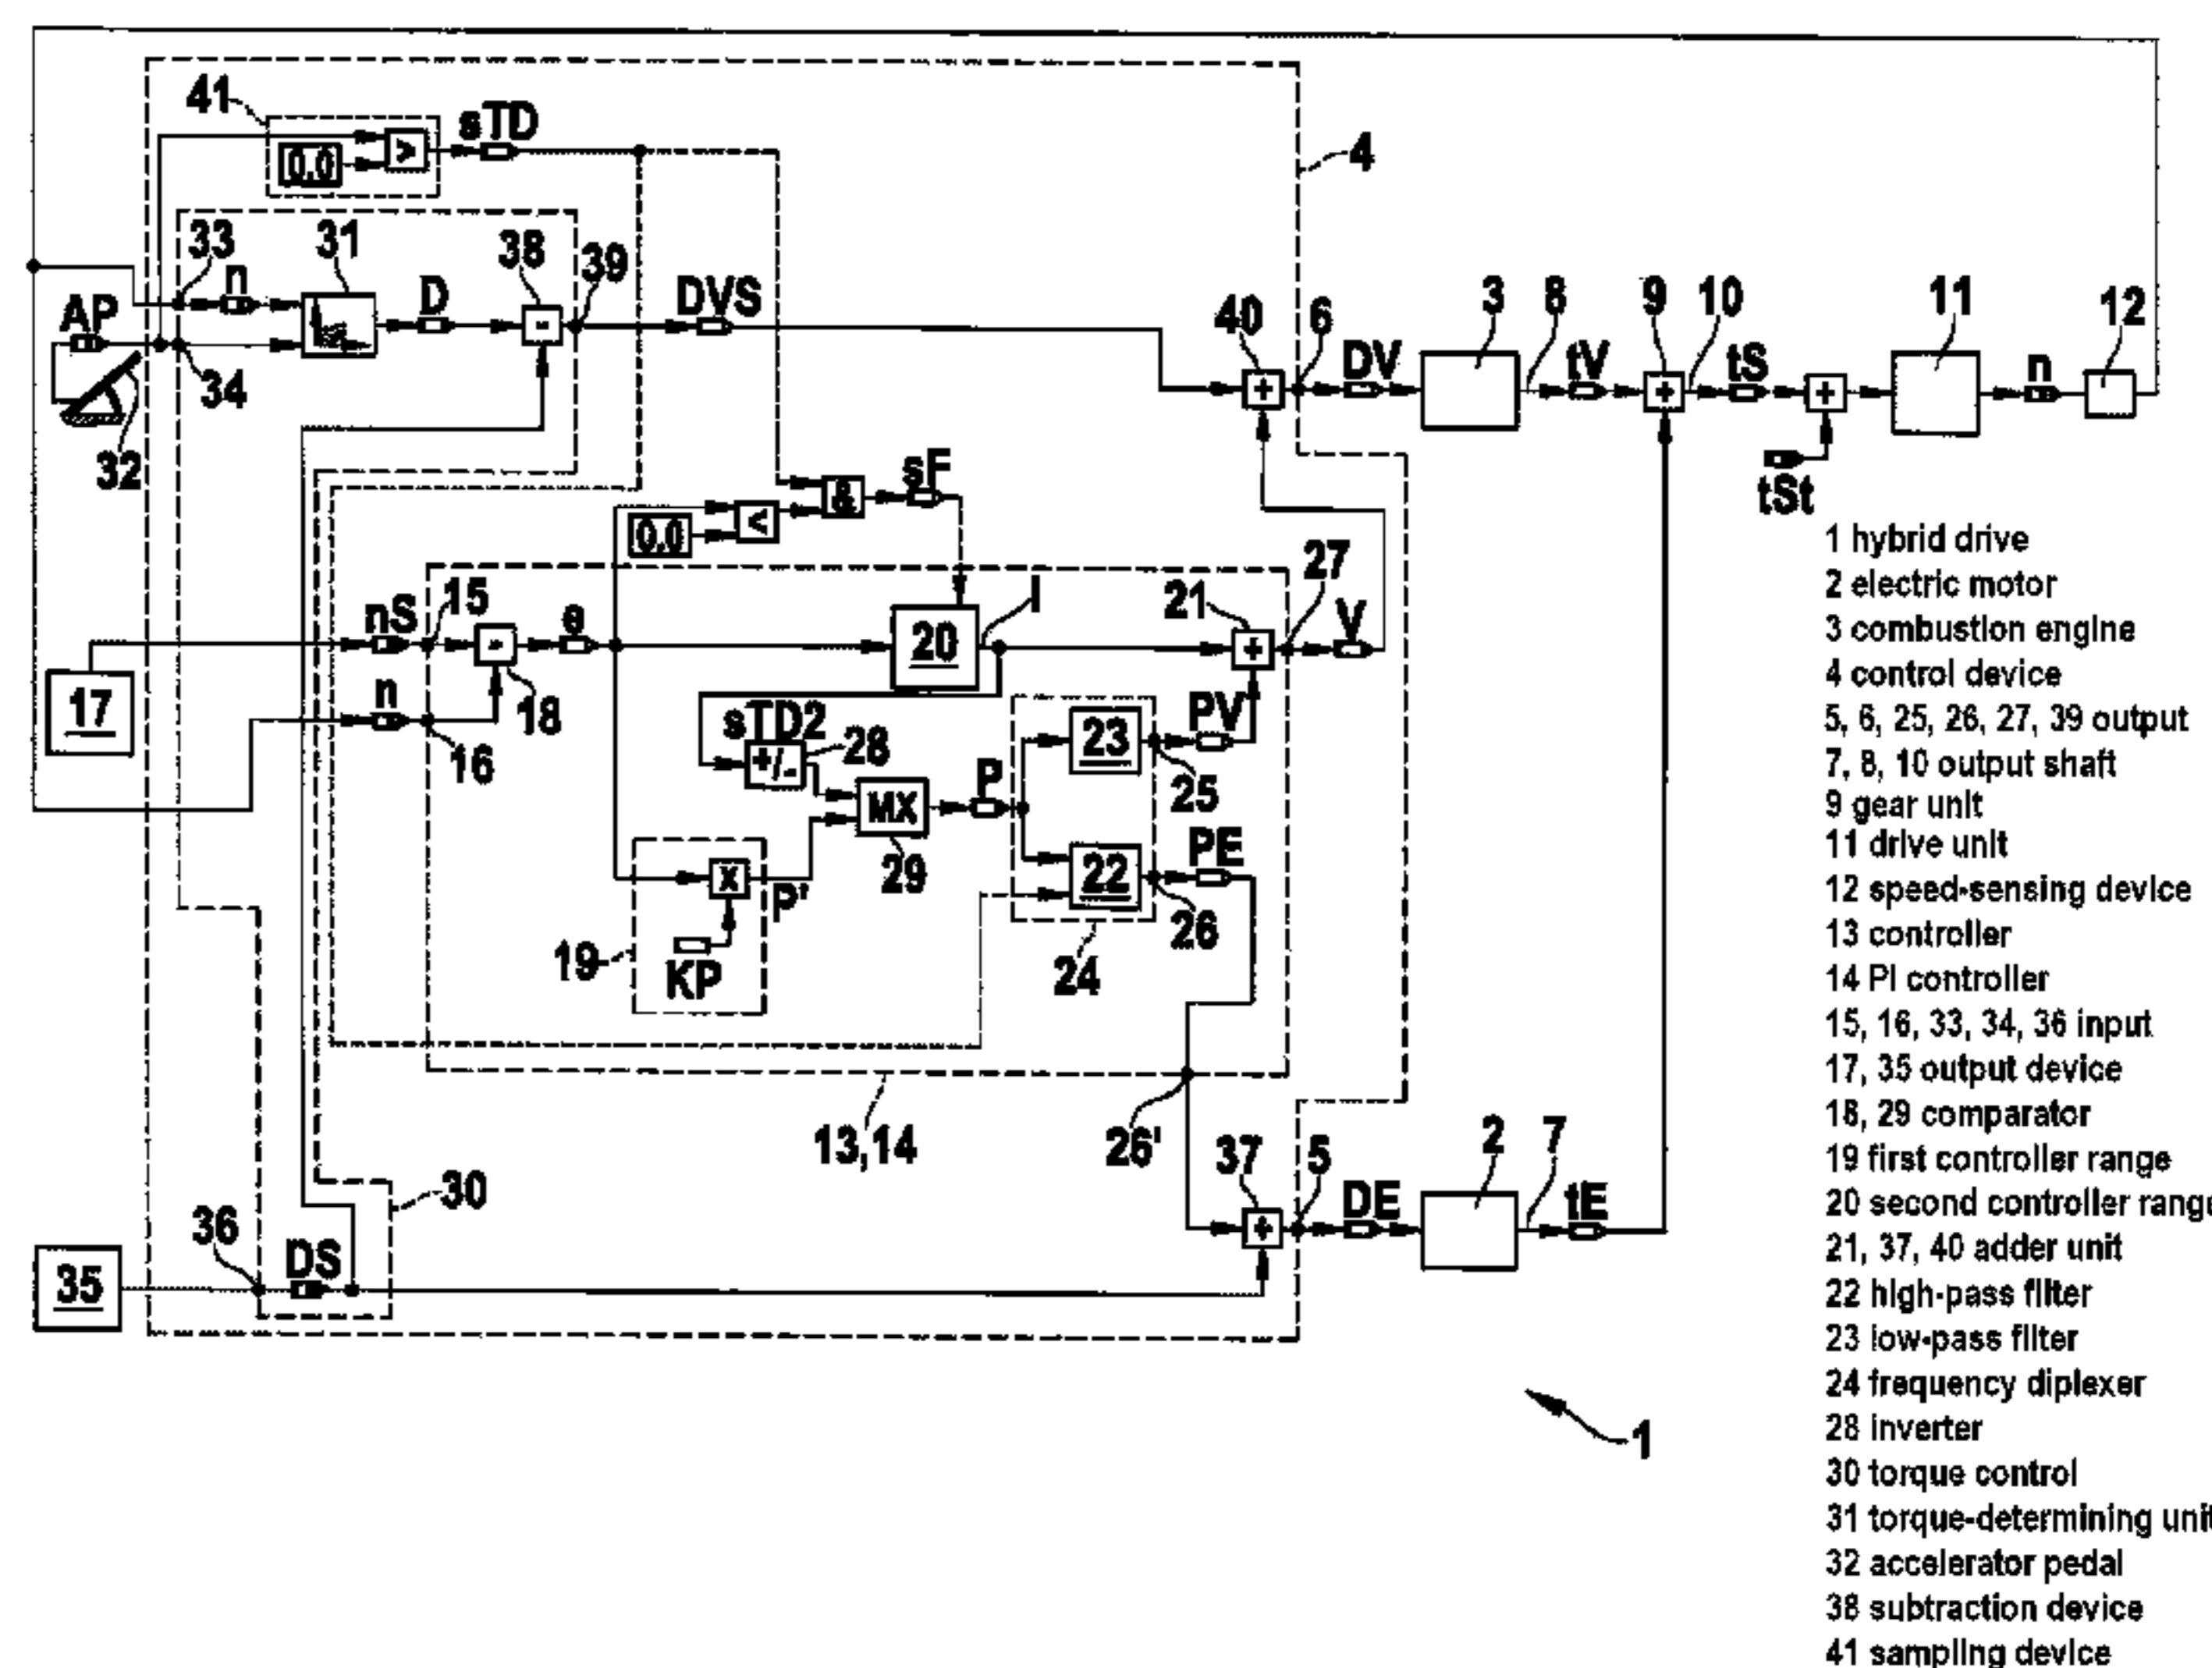 41
sTD
0.0
>
4
33
n
31
38
39
D
DVS
AP
34
32
40
6
3
8
9
10
11
12
DV
tV
tS
n
+
+
+
-
tSt
sF
&
<
0.0
nS
15
-
e
20
I
21
+
27
V
17
n
16
18
sTD2
+/-
28
MX
29
P
23
PV
25
22
PE
26
24
19
X
P'
KP
13,14
26'
37
+
5
DE
2
7
tE
30
36
DS
35
1
1 hybrid drive
2 electric motor
3 combustion engine
4 control device
5, 6, 25, 26, 27, 39 output
7, 8, 10 output shaft
9 gear unit
11 drive unit
12 speed-sensing device
13 controller
14 PI controller
15, 16, 33, 34, 36 input
17, 35 output device
18, 29 comparator
19 first controller range
20 second controller range
21, 37, 40 adder unit
22 high-pass filter
23 low-pass filter
24 frequency diplexer
28 inverter
30 torque control
31 torque-determining unit
32 accelerator pedal
38 subtraction device
41 sampling device